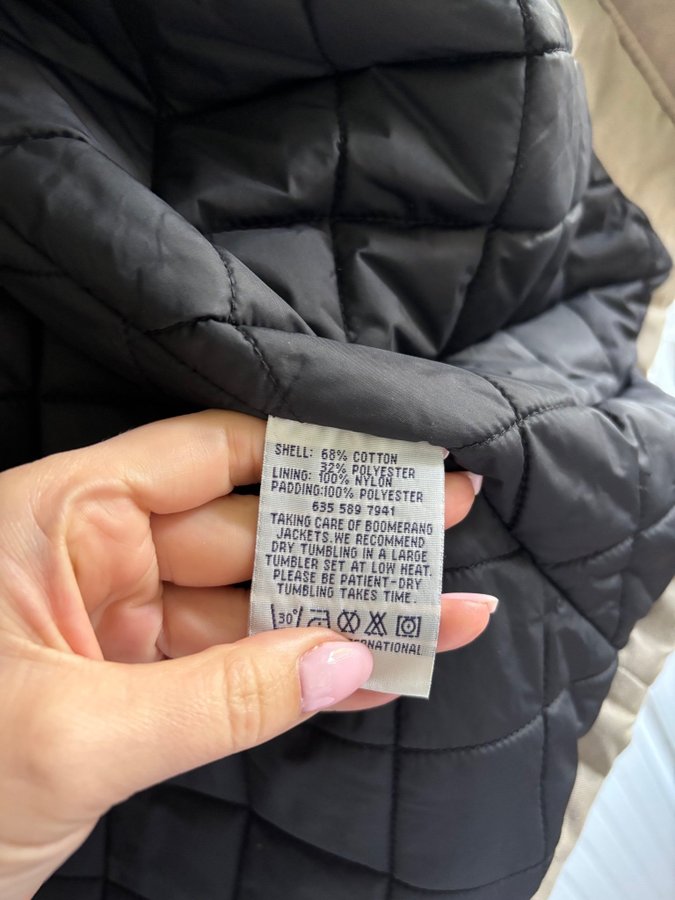 SHELL: 68% COTTON
32% POLYESTER
LINING: 100% NYLON
PADDING:100% POLYESTER
635 589 7941
TAKING CARE OF BOOMERANG
JACKETS.WE RECOMMEND
DRY TUMBLING IN A LARGE
TUMBLER SET AT LOW HEAT.
PLEASE BE PATIENT-DRY
TUMBLING TAKES TIME.
30°